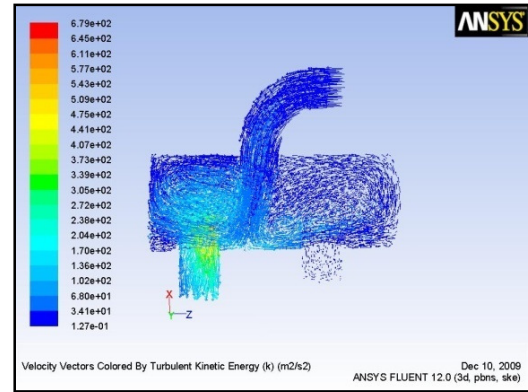 ANSYS
6.79e+02
6.45e+02
6.11e+02
5.77e+02
5.43e+02
5.09e+02
4.75e+02
4.41e+02
4.07e+02
3.73e+02
3.39e+02
3.05e+02
2.72e+02
2.38e+02
2.04e+02
1.70e+02
1.36e+02
1.02e+02
6.80e+01
3.41e+01
1.27e-01
X
Y Z
Velocity Vectors Colored By Turbulent Kinetic Energy (k) (m2/s2)
Dec 10, 2009
ANSYS FLUENT 12.0 (3d, pbns, ske)